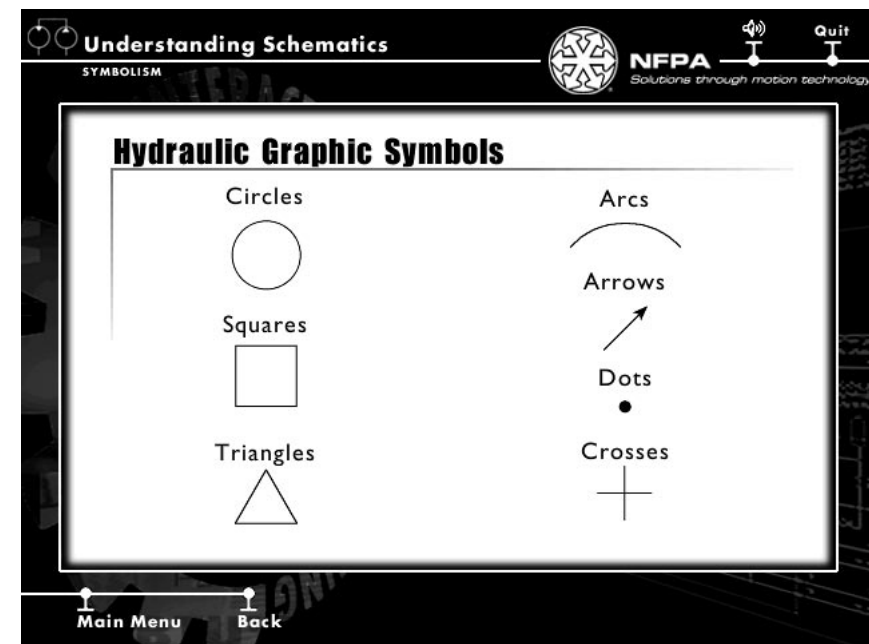 Understanding Schematics
SYMBOLISM
NFPA
Solutions through motion technology
Quit
Hydraulic Graphic Symbols
Circles
Squares
Triangles
Arcs
Arrows
Dots
Crosses
Main Menu
Back